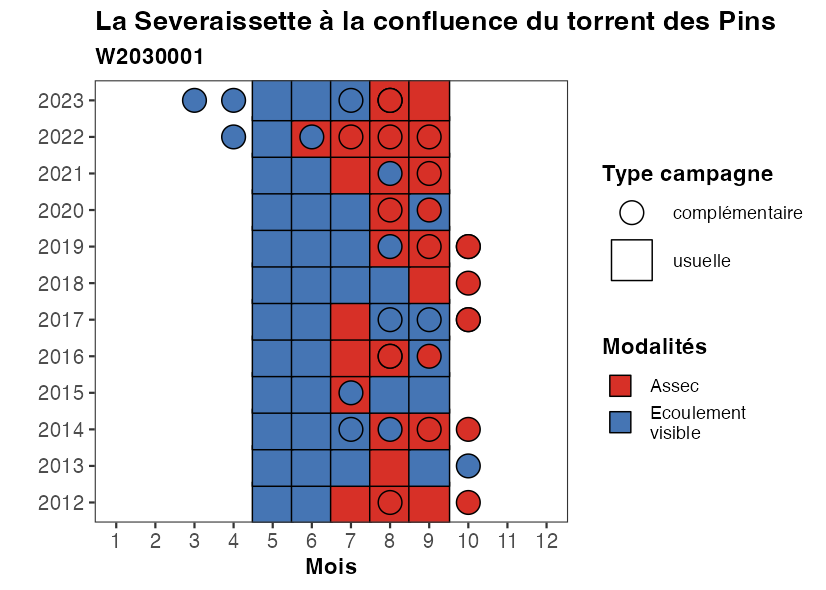 La Severaissette à la confluence du torrent des Pins
W2030001
2023
2022
2021
2020
2019
2018
2017
2016
2015
2014
2013
2012
1 2 3 4 5 6 7 8 9 10 11 12
Mois
Type campagne
complémentaire
usuelle
Modalités
Assec
Ecoulement
visible